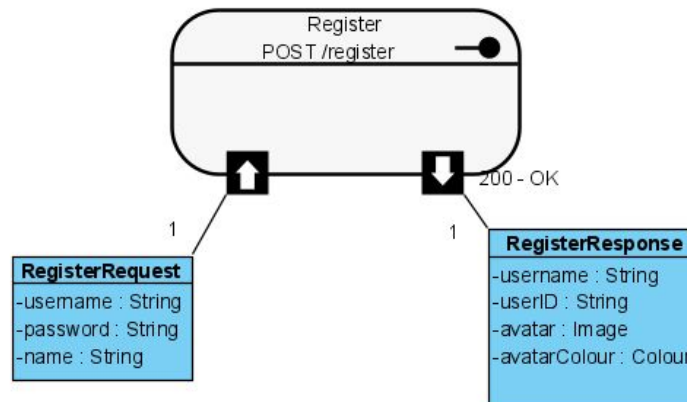 Register
POST /register
200 - OK
1
1
RegisterRequest
-username : String
-password : String
-name : String
RegisterResponse
-username : String
-userID : String
-avatar : Image
-avatarColour : Colour